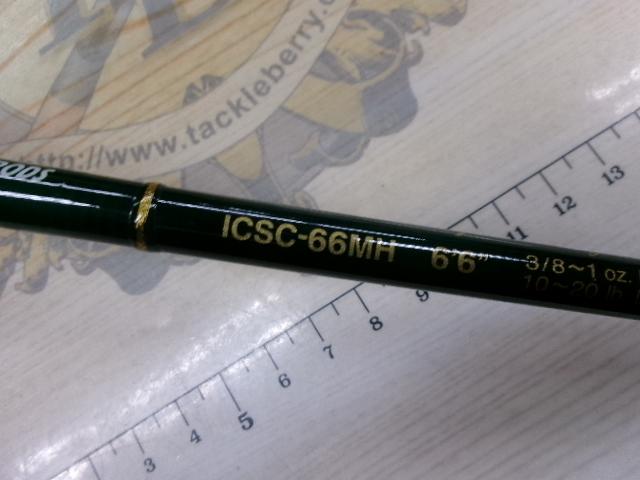 http://www.tackleberry.co
ICSC-66MH 6'6" 3/8~1 oz.
10~20 lb
3 4 5 6 7 8 9 11 12 13